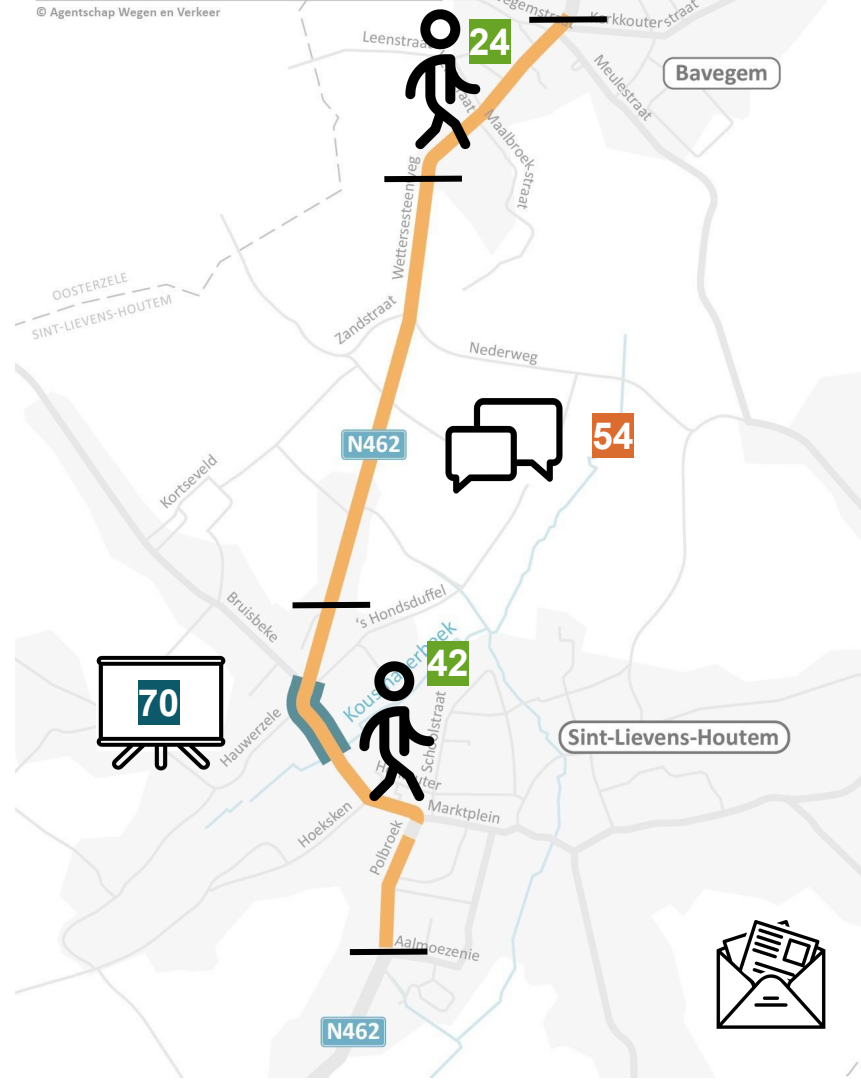 © Agentschap Wegen en Verkeer
Kerkkouterstraat
Leenstraat
24
Bavegem
Meulestraat
Maalbroek-
straat
Wettersesteenweg
OOSTERZELE
SINT-LIEVENS-HOUTEM
Zandstraat
Nederweg
N462
54
Kortseveld
Bruisbeke
's Hondsduffel
42
70
Hauwerzele
Schoolstraat
Sint-Lievens-Houtem
Marktplein
Hoeksken
Polbroek
Aalmoezenie
N462